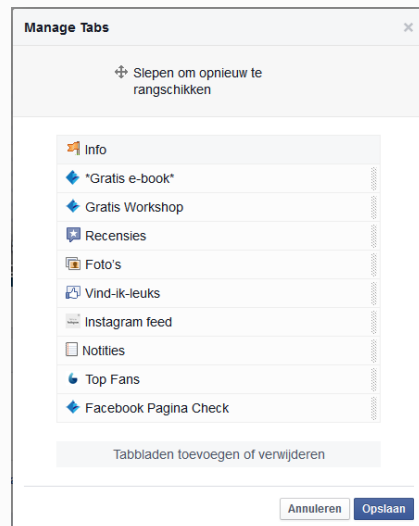 Manage Tabs
Slepen om opnieuw te
rangschikken
Info
*Gratis e-book*
Gratis Workshop
Recensies
Foto's
Vind-ik-leuks
Instagram feed
Notities
Top Fans
Facebook Pagina Check
Tabbladen toevoegen of verwijderen
Annuleren Opslaan